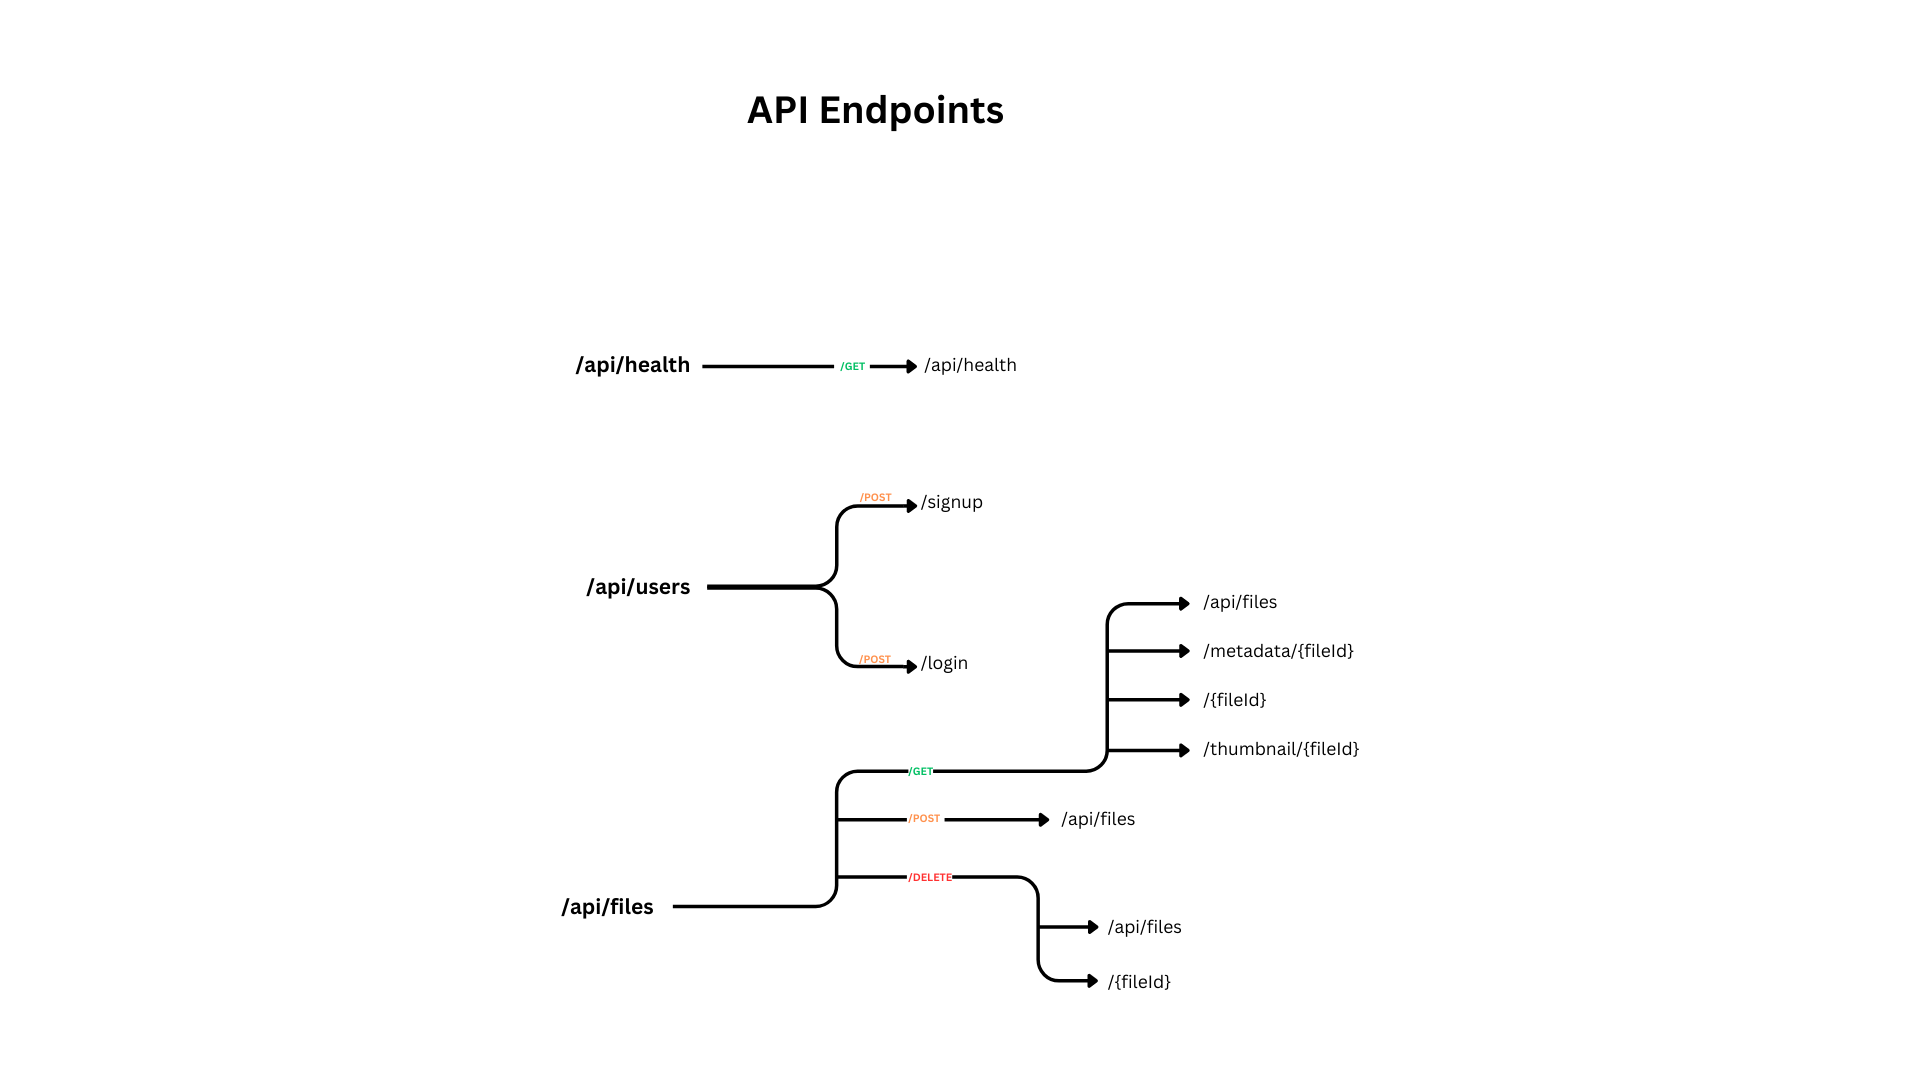 API Endpoints
/api/health
/GET
/api/health
/api/users
/POST
/signup
/POST
/login
/api/files
/GET
/api/files
/metadata/{fileId}
/{fileId}
/thumbnail/{fileId}
/POST
/api/files
/DELETE
/api/files
/{fileId}